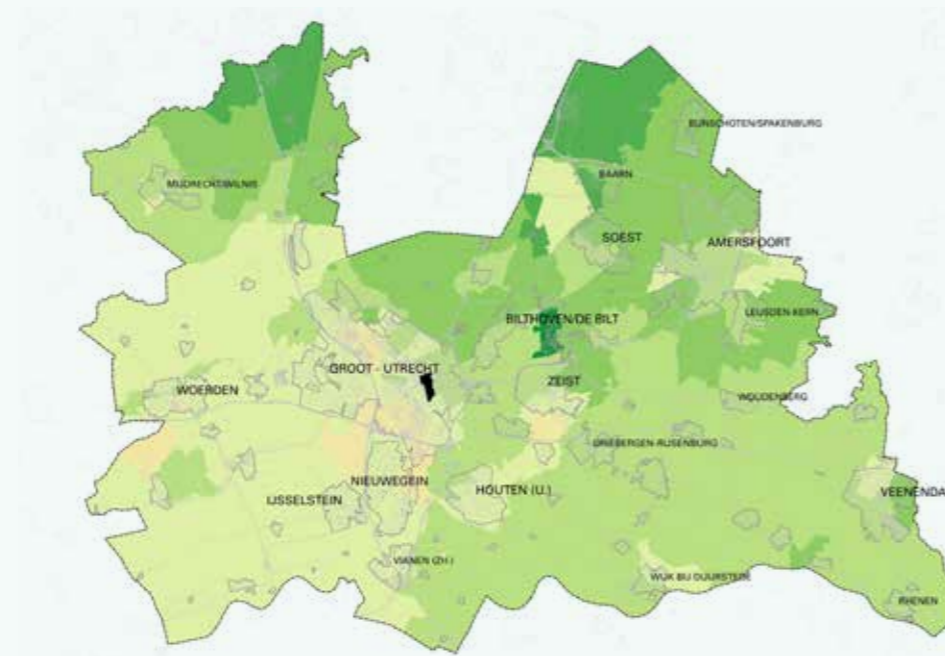 BUNSCHOTEN/SPAKENBURG
BAARN
MIJDRECHT/WILNIS
SOEST
AMERSFOORT
LEUSDEN-KERN
BILTHOVEN/DE BILT
GROOT - UTRECHT
ZEIST
WOERDEN
WOUDENBERG
DRIEBERGEN-RIJSENBURG
NIEUWEGEIN
HOUTEN (U.)
IJSSELSTEIN
VEENENDA
VIANEN (ZH.)
WIJK BIJ DUURSTEDE
RHENEN